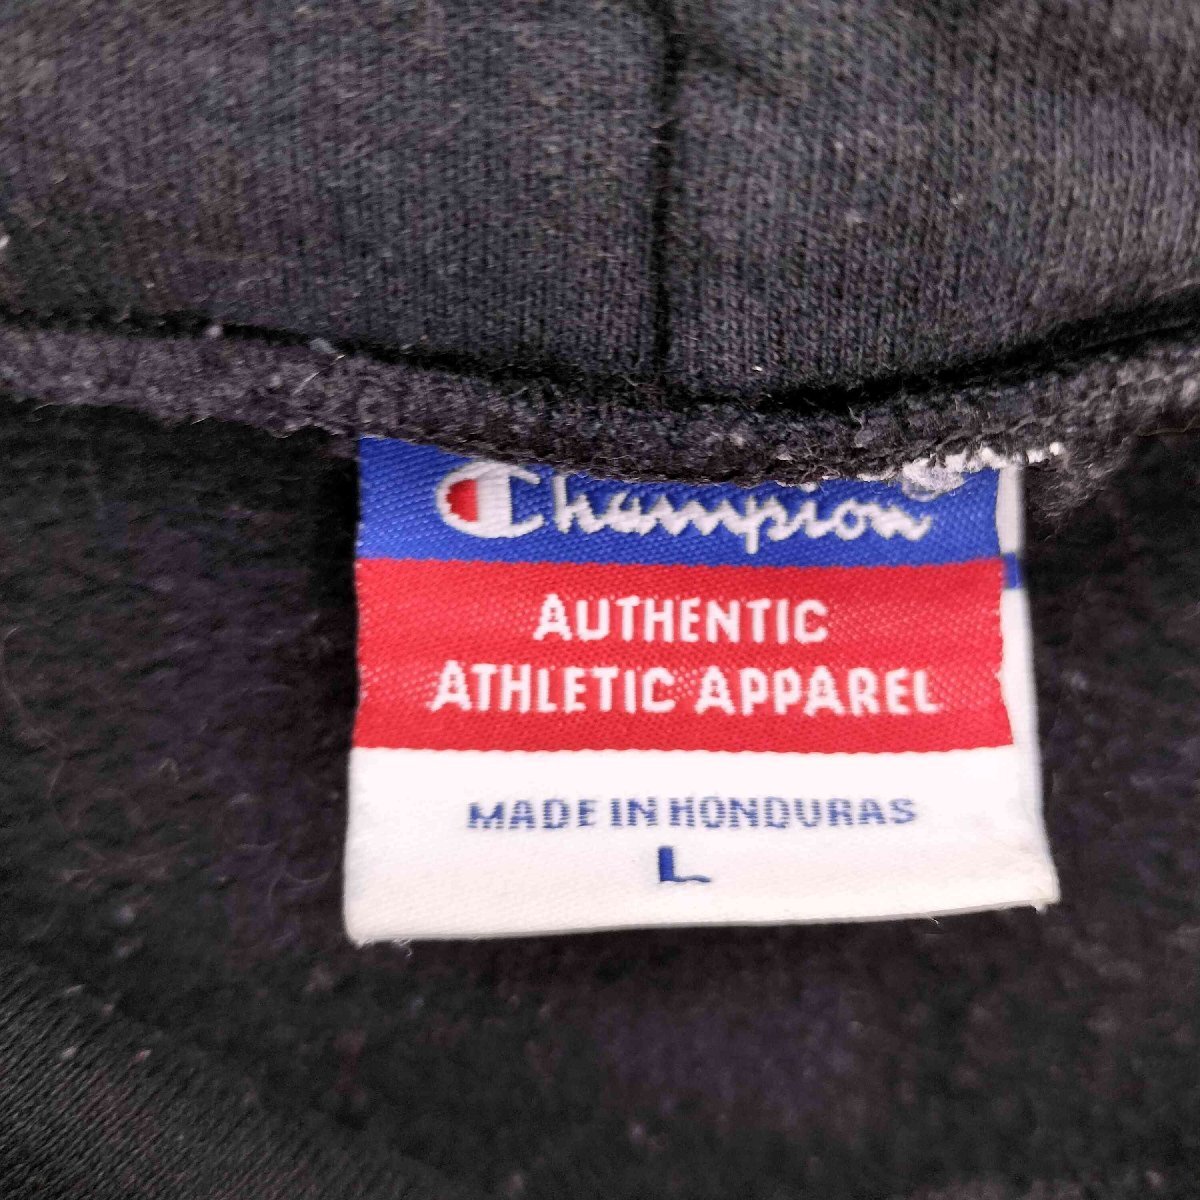 Champion
AUTHENTIC
ATHLETIC APPAREL
MADE IN HONDURAS
L